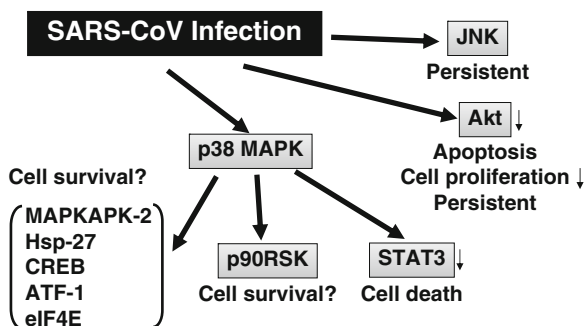 SARS-CoV Infection
JNK
Persistent
Akt ↓
Apoptosis
Cell proliferation ↓
Persistent
p38 MAPK
Cell survival?
MAPKAPK-2
Hsp-27
CREB
ATF-1
eIF4E
p90RSK
Cell survival?
STAT3 ↓
Cell death